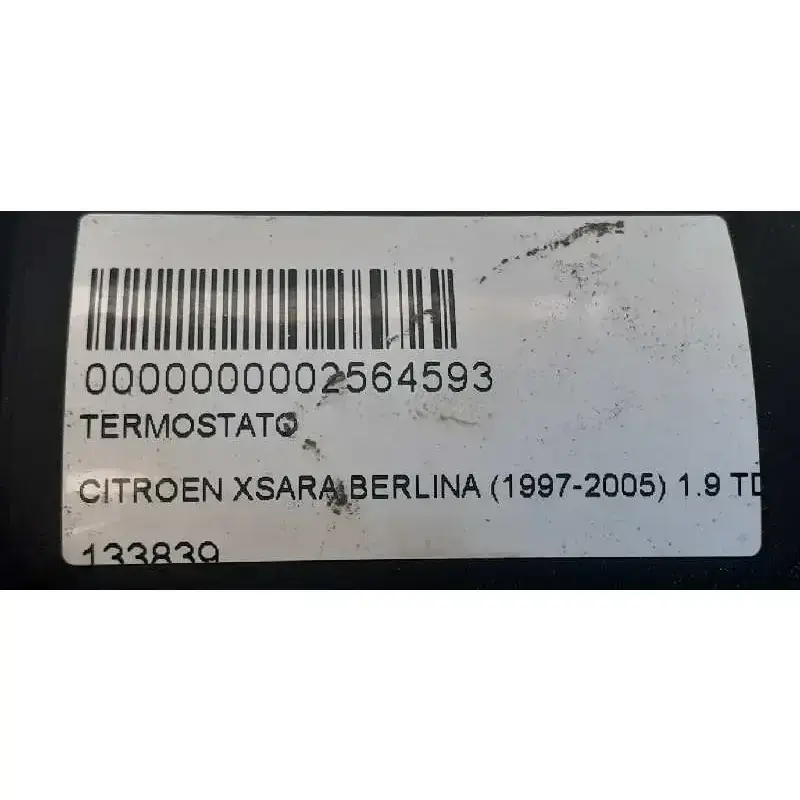 0000000002564593
TERMOSTATO
CITROEN XSARA BERLINA (1997-2005) 1.9 TD
133839